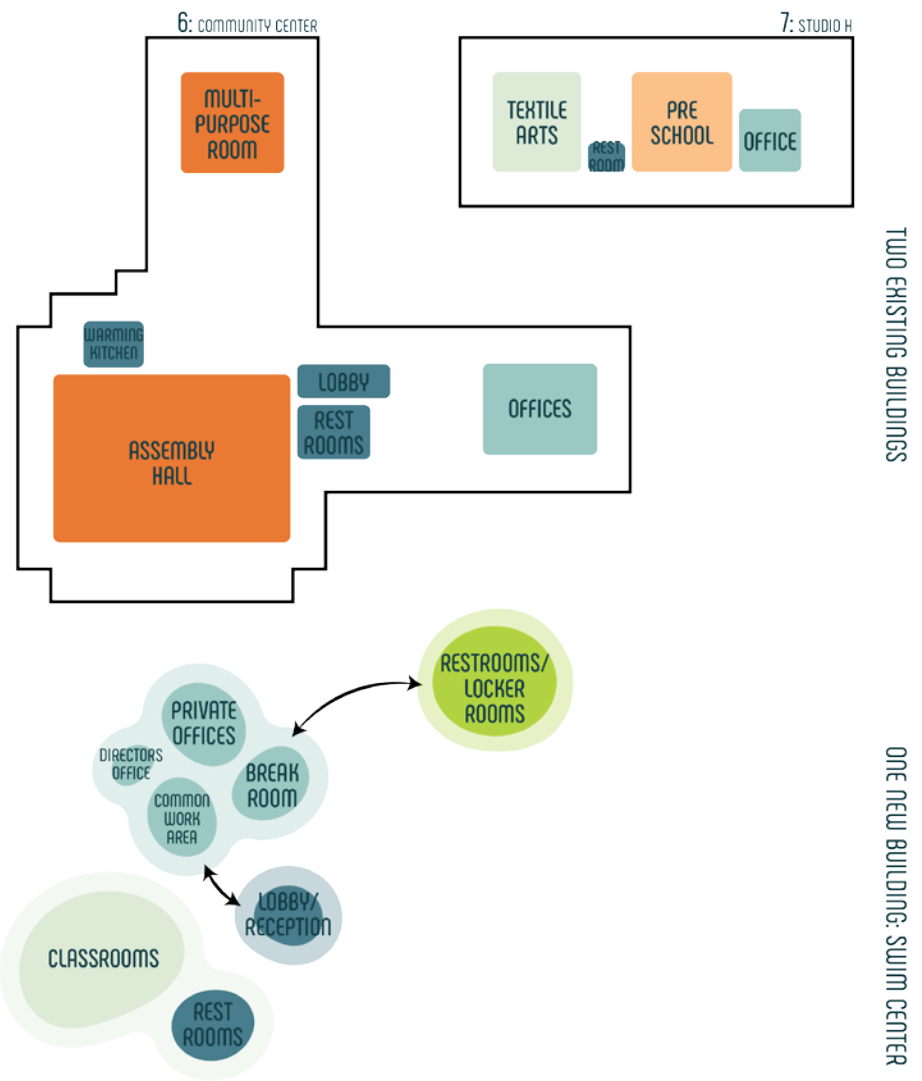 6: COMMUNITY CENTER
7: STUDIO H
MULTI-
PURPOSE
ROOM
TEXTILE
ARTS
REST
ROOM
PRE
SCHOOL
OFFICE
WARMING
KITCHEN
LOBBY
REST
ROOMS
OFFICES
ASSEMBLY
HALL
TWO EXISTING BUILDINGS
RESTROOMS/
LOCKER
ROOMS
PRIVATE
OFFICES
DIRECTORS
OFFICE
BREAK
ROOM
COMMON
WORK
AREA
LOBBY/
RECEPTION
CLASSROOMS
REST
ROOMS
ONE NEW BUILDING: SWIM CENTER